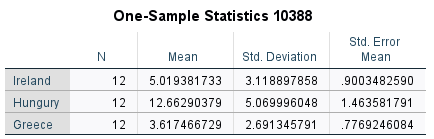 One-Sample Statistics 10388
N Mean Std. Deviation Std. Error Mean
Ireland 12 5.019381733 3.118897858 .9003482590
Hungury 12 12.66290379 5.069996048 1.463581791
Greece 12 3.617466729 2.691345791 .7769246084